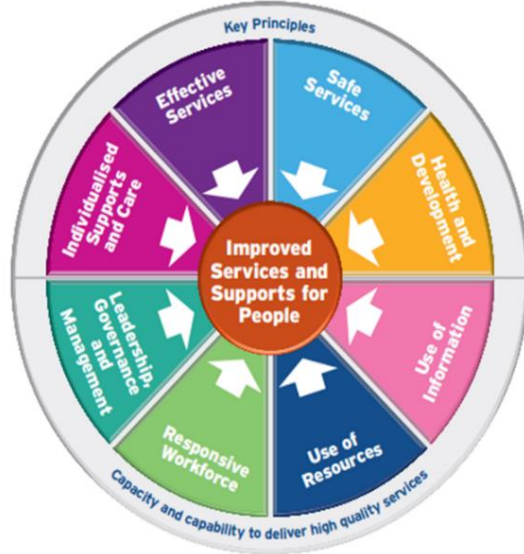 Key Principles
Effective
Services
Safe
Services
Individualised
Supports
and Care
Health and
Development
Improved
Services and
Supports for
People
Leadership,
Governance
and
Management
Use of
Information
Responsive
Workforce
Use of
Resources
Capacity and capability to deliver high quality services